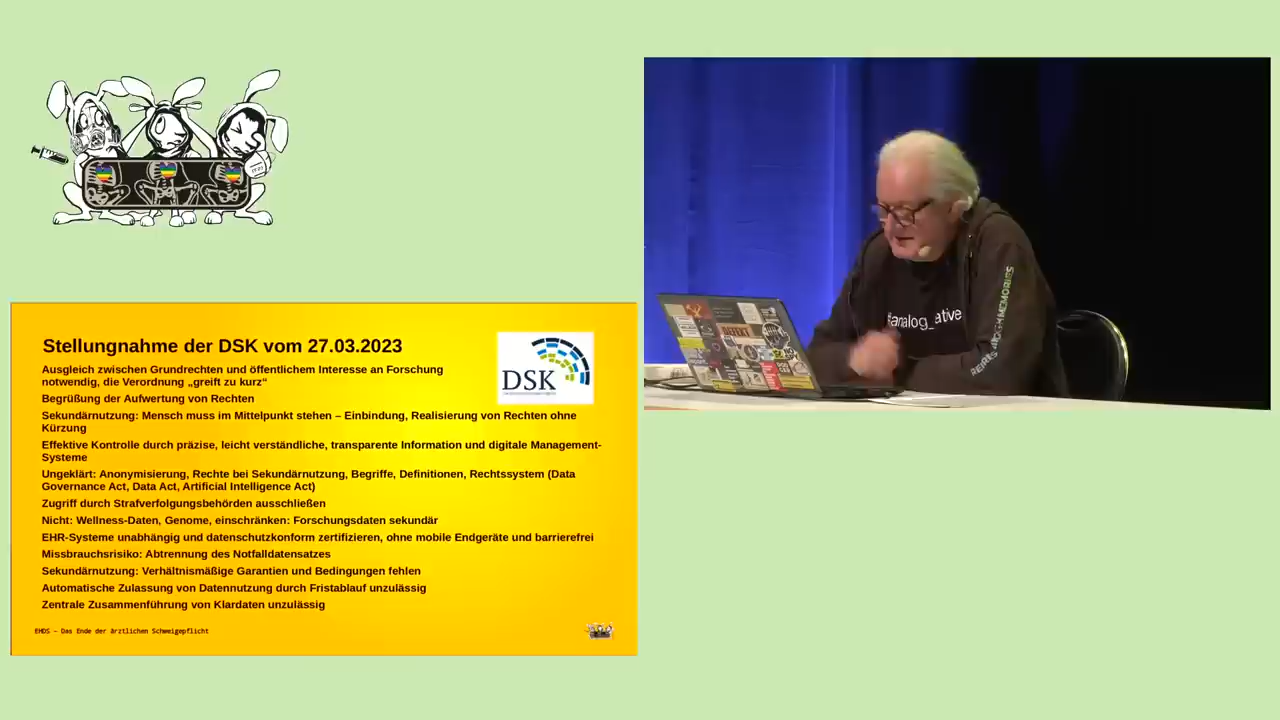 Stellungnahme der DSK vom 27.03.2023
DSK
Ausgleich zwischen Grundrechten und öffentlichem Interesse an Forschung
notwendig, die Verordnung „greift zu kurz“
Begrüßung der Aufwertung von Rechten
Sekundärnutzung: Mensch muss im Mittelpunkt stehen – Einbindung, Realisierung von Rechten ohne
Kürzung
Effektive Kontrolle durch präzise, leicht verständliche, transparente Information und digitale Management-
Systeme
Ungeklärt: Anonymisierung, Rechte bei Sekundärnutzung, Begriffe, Definitionen, Rechtssystem (Data
Governance Act, Data Act, Artificial Intelligence Act)
Zugriff durch Strafverfolgungsbehörden ausschließen
Nicht: Wellness-Daten, Genome, einschränken: Forschungsdaten sekundär
EHR-Systeme unabhängig und datenschutzkonform zertifizieren, ohne mobile Endgeräte und barrierefrei
Missbrauchsrisiko: Abtrennung des Notfalldatensatzes
Sekundärnutzung: Verhältnismäßige Garantien und Bedingungen fehlen
Automatische Zulassung von Datennutzung durch Fristablauf unzulässig
Zentrale Zusammenführung von Klardaten unzulässig
EHDS – Das Ende der ärztlichen Schweigepflicht
#analog_ative
MEMORIES
DEFEKT